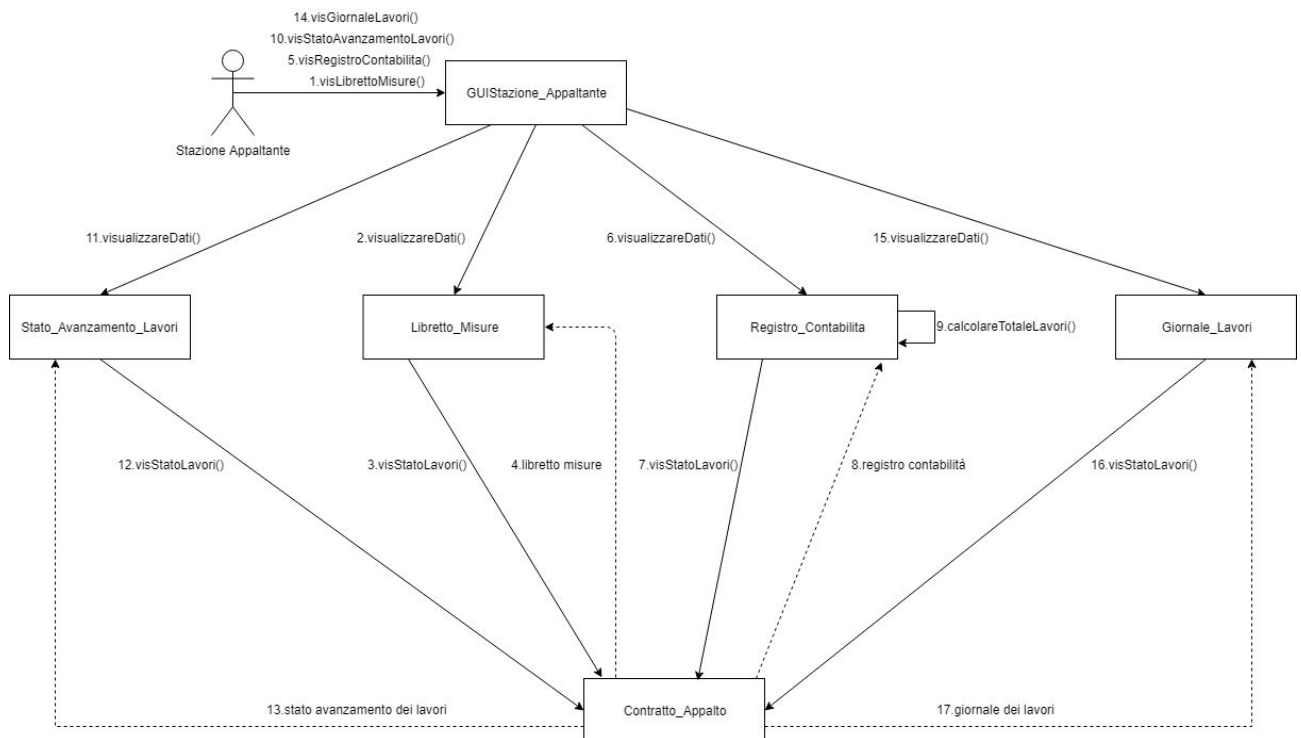 14.visGiornaleLavori()
10.visStatoAvanzamentoLavori()
5.visRegistroContabilita()
1.visLibrettoMisure()
GUIStazione_Appaltante
Stazione Appaltante
11.visualizzareDati()
2.visualizzareDati()
6.visualizzareDati()
15.visualizzareDati()
Stato_Avanzamento_Lavori
Libretto_Misure
Registro_Contabilita
9.calcolareTotaleLavori()
Giornale_Lavori
12.visStatoLavori()
3.visStatoLavori()
4.libretto misure
7.visStatoLavori()
8.registro contabilità
16.visStatoLavori()
13.stato avanzamento dei lavori
Contratto_Appalto
17.giornale dei lavori